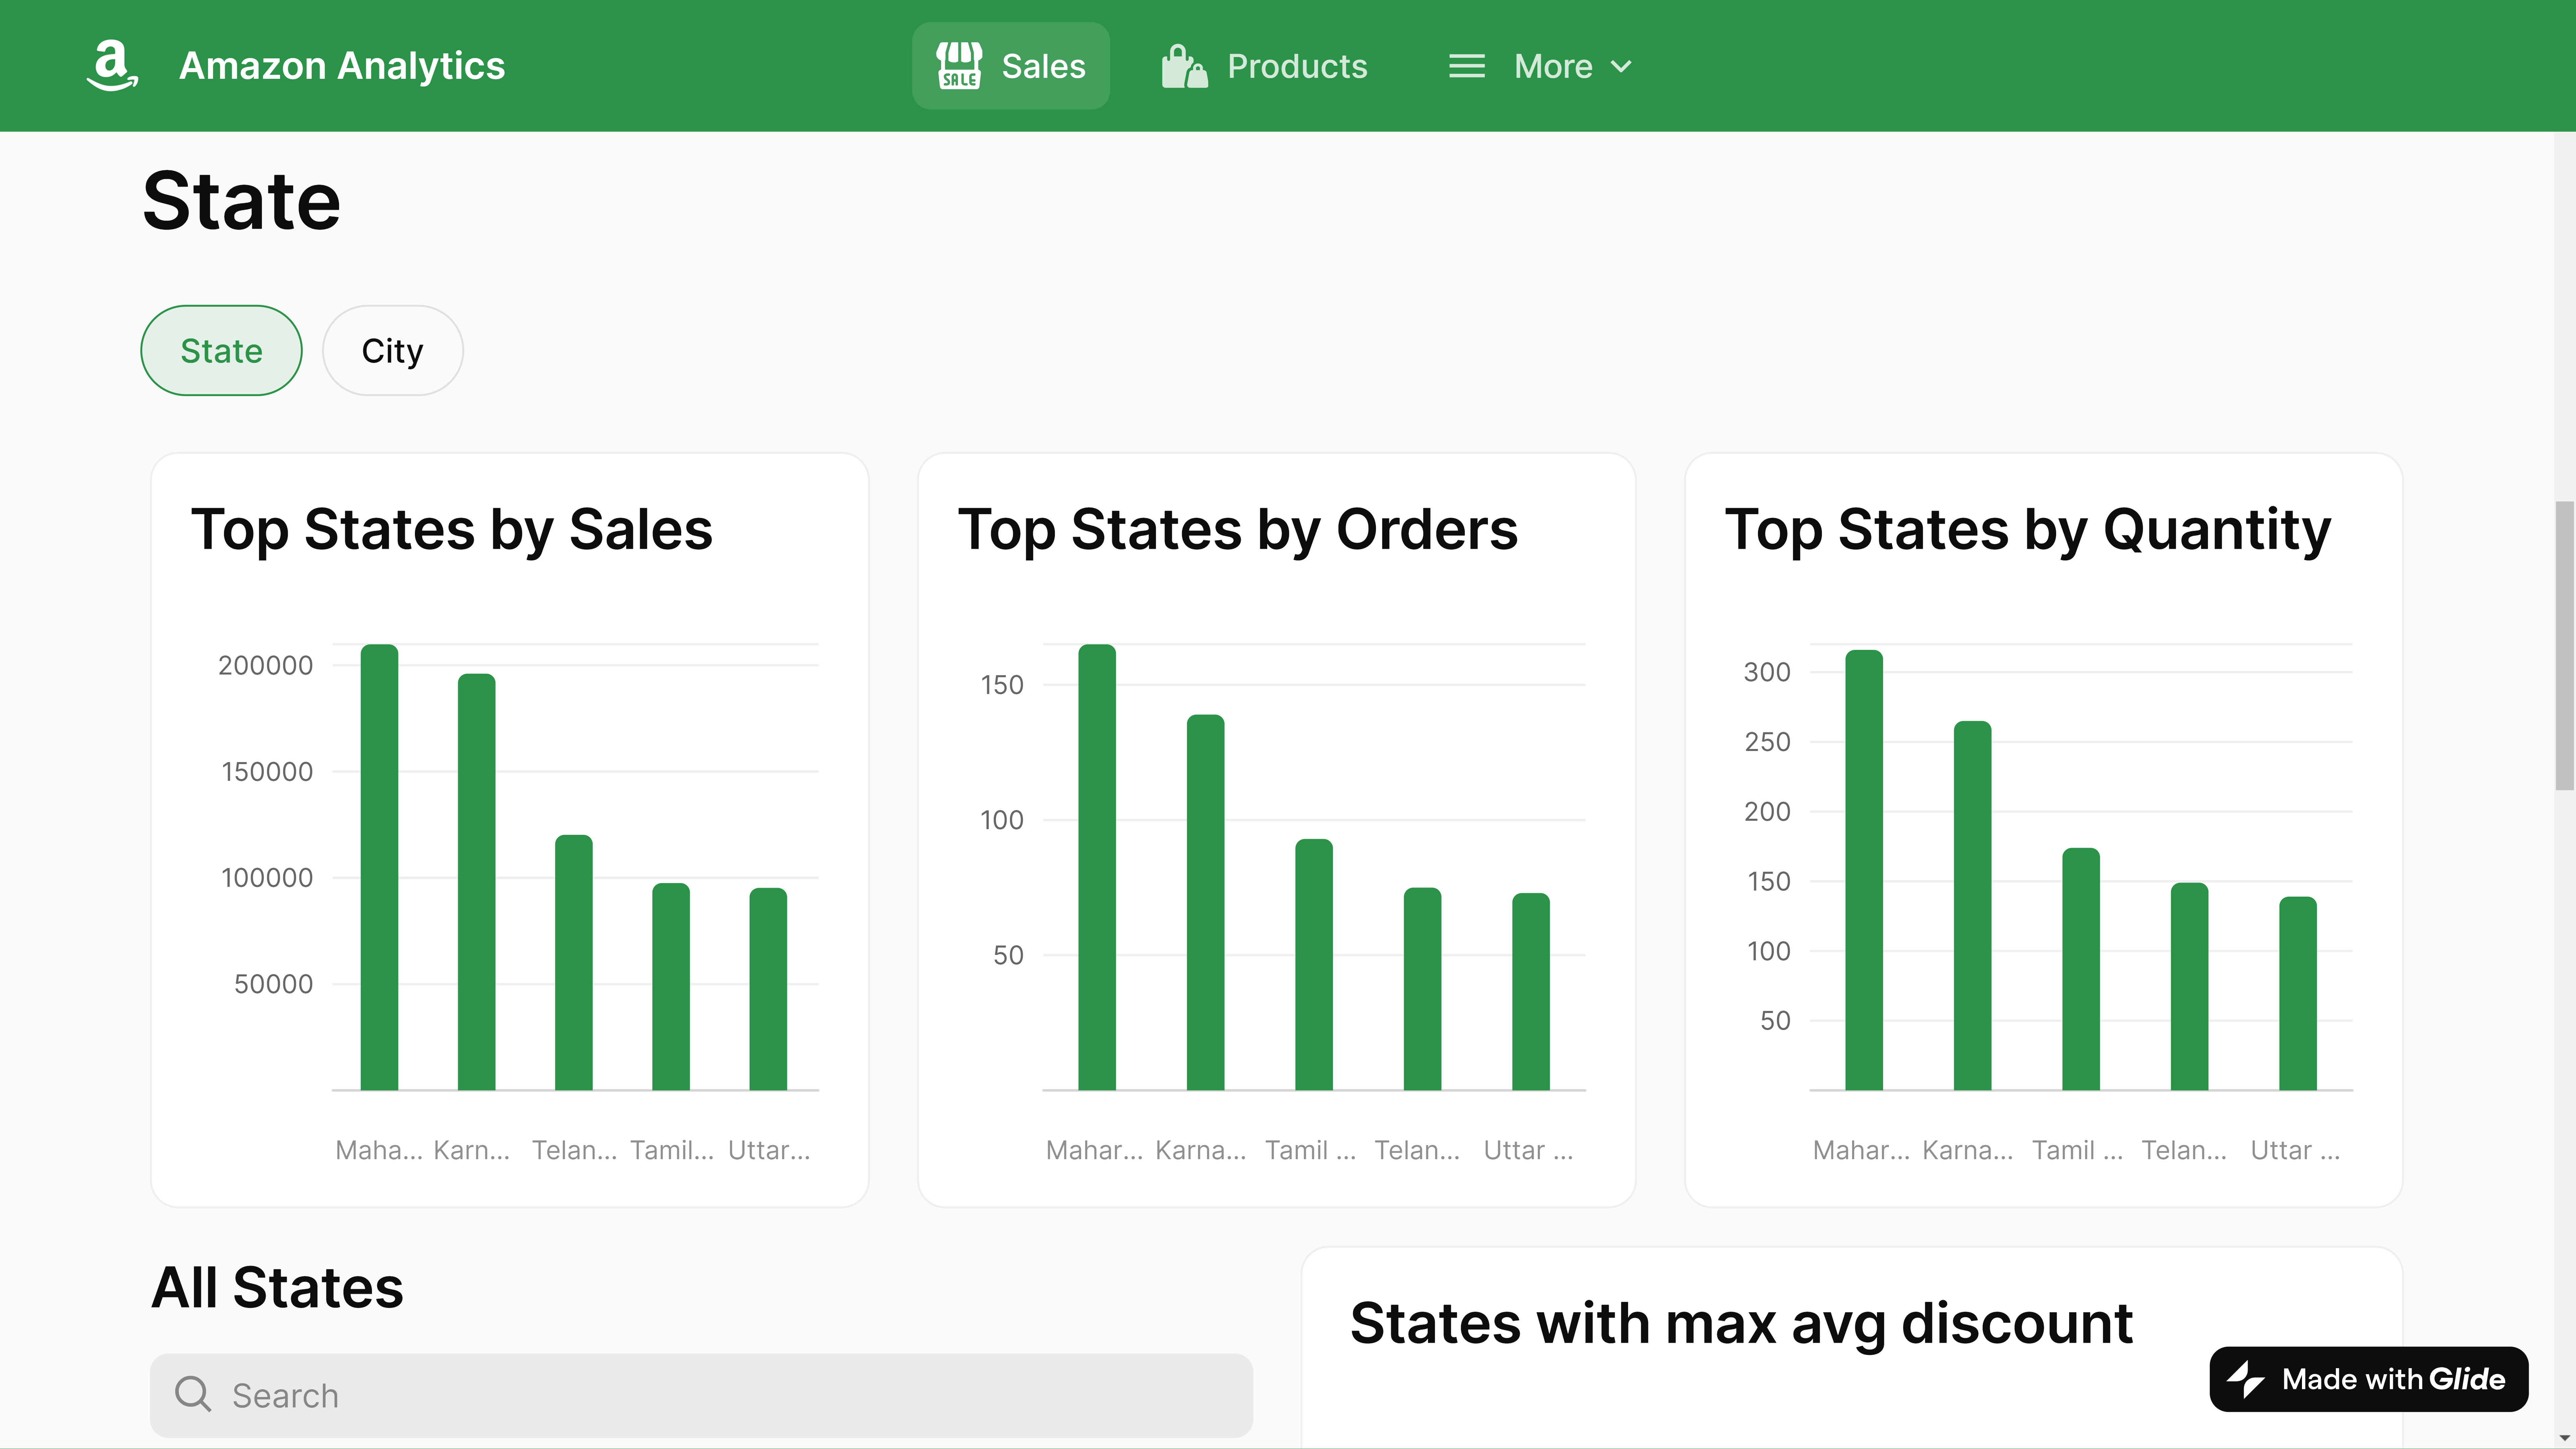 Amazon Analytics
SALE
Sales
Products
More
State
State
City
Top States by Sales
200000
150000
100000
50000
Maha... Karn... Telan... Tamil... Uttar...
Top States by Orders
150
100
50
Mahar... Karna... Tamil ... Telan... Uttar ...
Top States by Quantity
300
250
200
150
100
50
Mahar... Karna... Tamil ... Telan... Uttar ...
All States
Search
States with max avg discount
Made with Glide